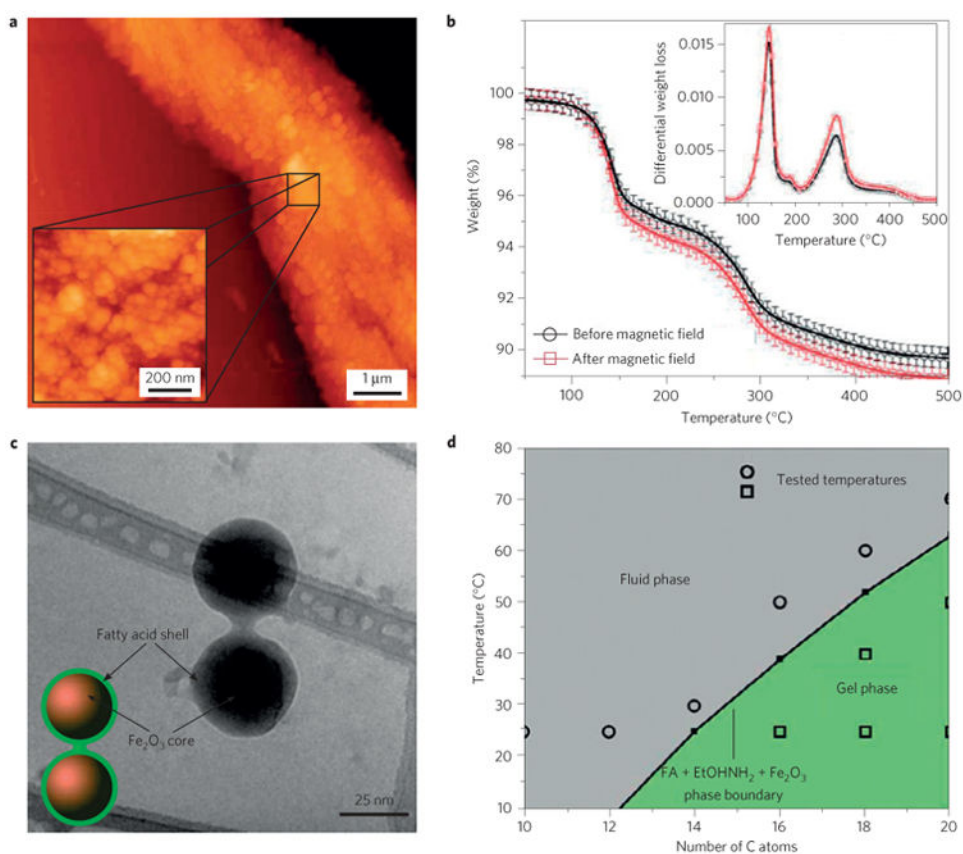 a
200 nm
1 µm
b
Weight (%)
100
98
96
94
92
90
100
200
300
400
500
Temperature (°C)
Before magnetic field
After magnetic field
Differential weight loss
0.015
0.010
0.005
0.000
100
200
300
400
500
Temperature (°C)
c
Fatty acid shell
Fe₂O₃ core
25 nm
d
Temperature (°C)
80
70
60
50
40
30
20
10
Tested temperatures
Fluid phase
Gel phase
FA + EtOHNH₂ + Fe₂O₃
phase boundary
10
12
14
16
18
20
Number of C atoms